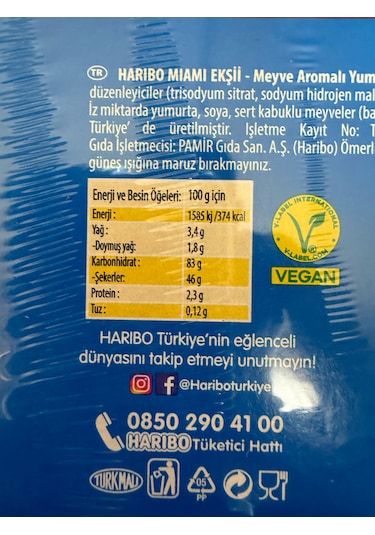 TR HARIBO MIAMI EKŞİİ - Meyve Aromalı Yum
düzenleyiciler (trisodyum sitrat, sodyum hidrojen mal
İz miktarda yumurta, soya, sert kabuklu meyveler (ba
Türkiye' de üretilmiştir. İşletme Kayıt No: T
Gıda İşletmecisi: PAMİR Gıda San. A.Ş. (Haribo) Ömerl
güneş ışığına maruz bırakmayınız.
Enerji ve Besin Öğeleri: 100 g için
Enerji : 1585 kj /374 kcal
Yağ : 3,4 g
-Doymuş yağ: 1,8 g
Karbonhidrat : 83 g
-Şekerler: 46 g
Protein : 2,3 g
Tuz : 0,12 g
V-LABEL INTERNATIONAL
V-LABEL.COM
VEGAN
HARIBO Türkiye'nin eğlenceli
dünyasını takip etmeyi unutmayın!
@Hariboturkiye
0850 290 41 00
HARIBO Tüketici Hattı
TÜRK MALI
05
PP